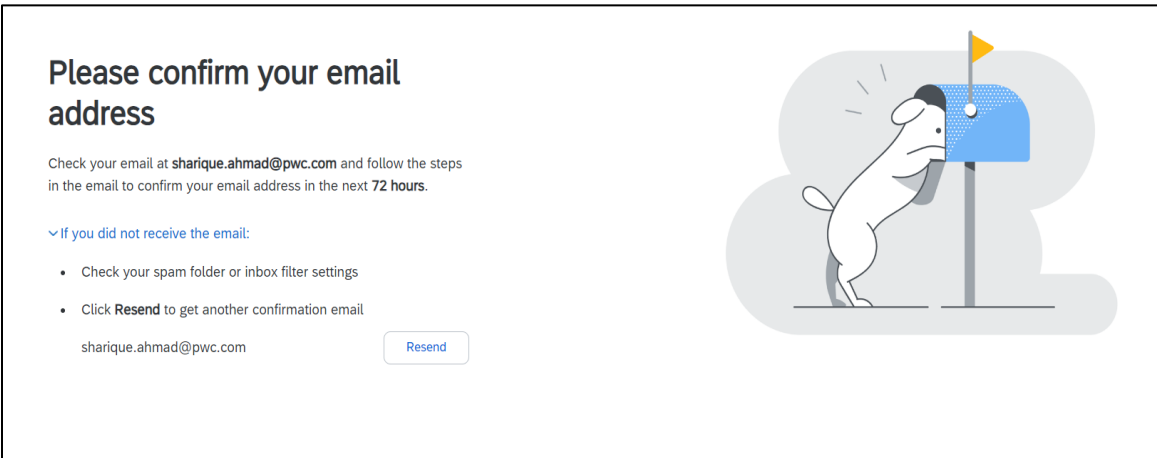 Please confirm your email
address
Check your email at sharique.ahmad@pwc.com and follow the steps
in the email to confirm your email address in the next 72 hours.
If you did not receive the email:
• Check your spam folder or inbox filter settings
• Click Resend to get another confirmation email
sharique.ahmad@pwc.com
Resend